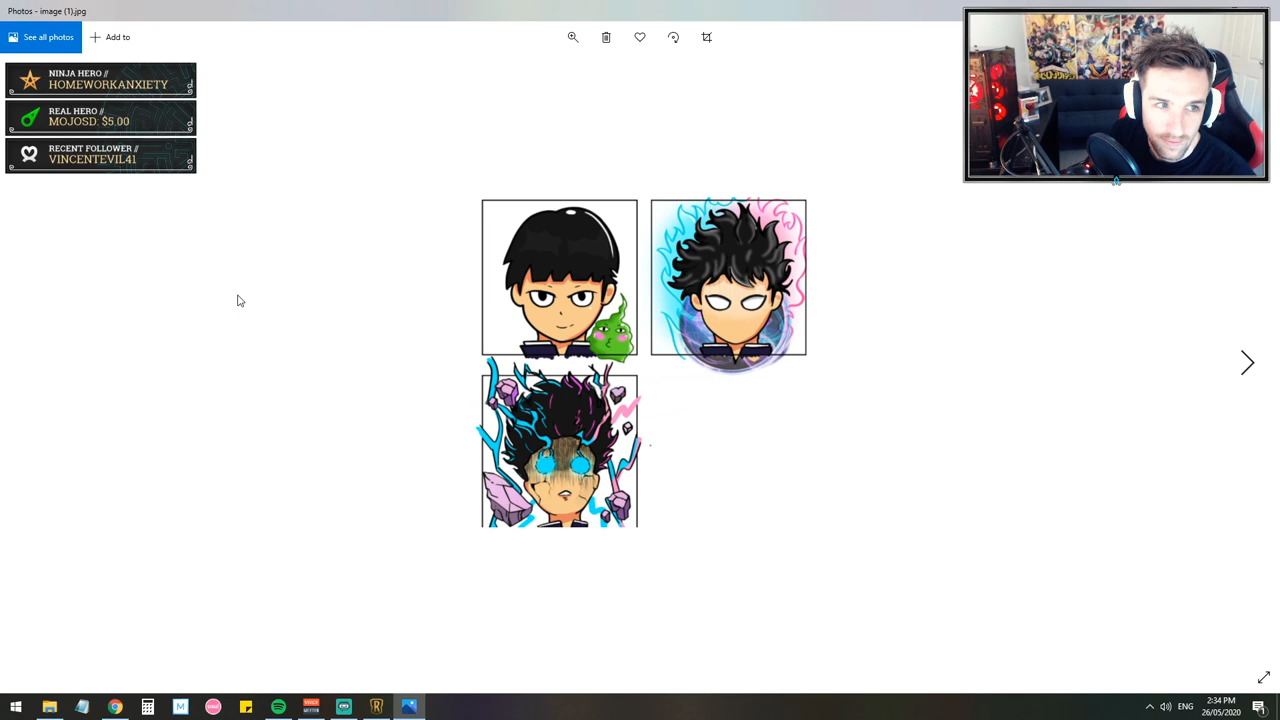 Photos - image (1).jpg
See all photos
Add to
NINJA HERO //
HOMEWORKANXIETY
REAL HERO //
MOJOSD: $5.00
RECENT FOLLOWER //
VINCENTEVIL41
ENG
2:34 PM
26/05/2020